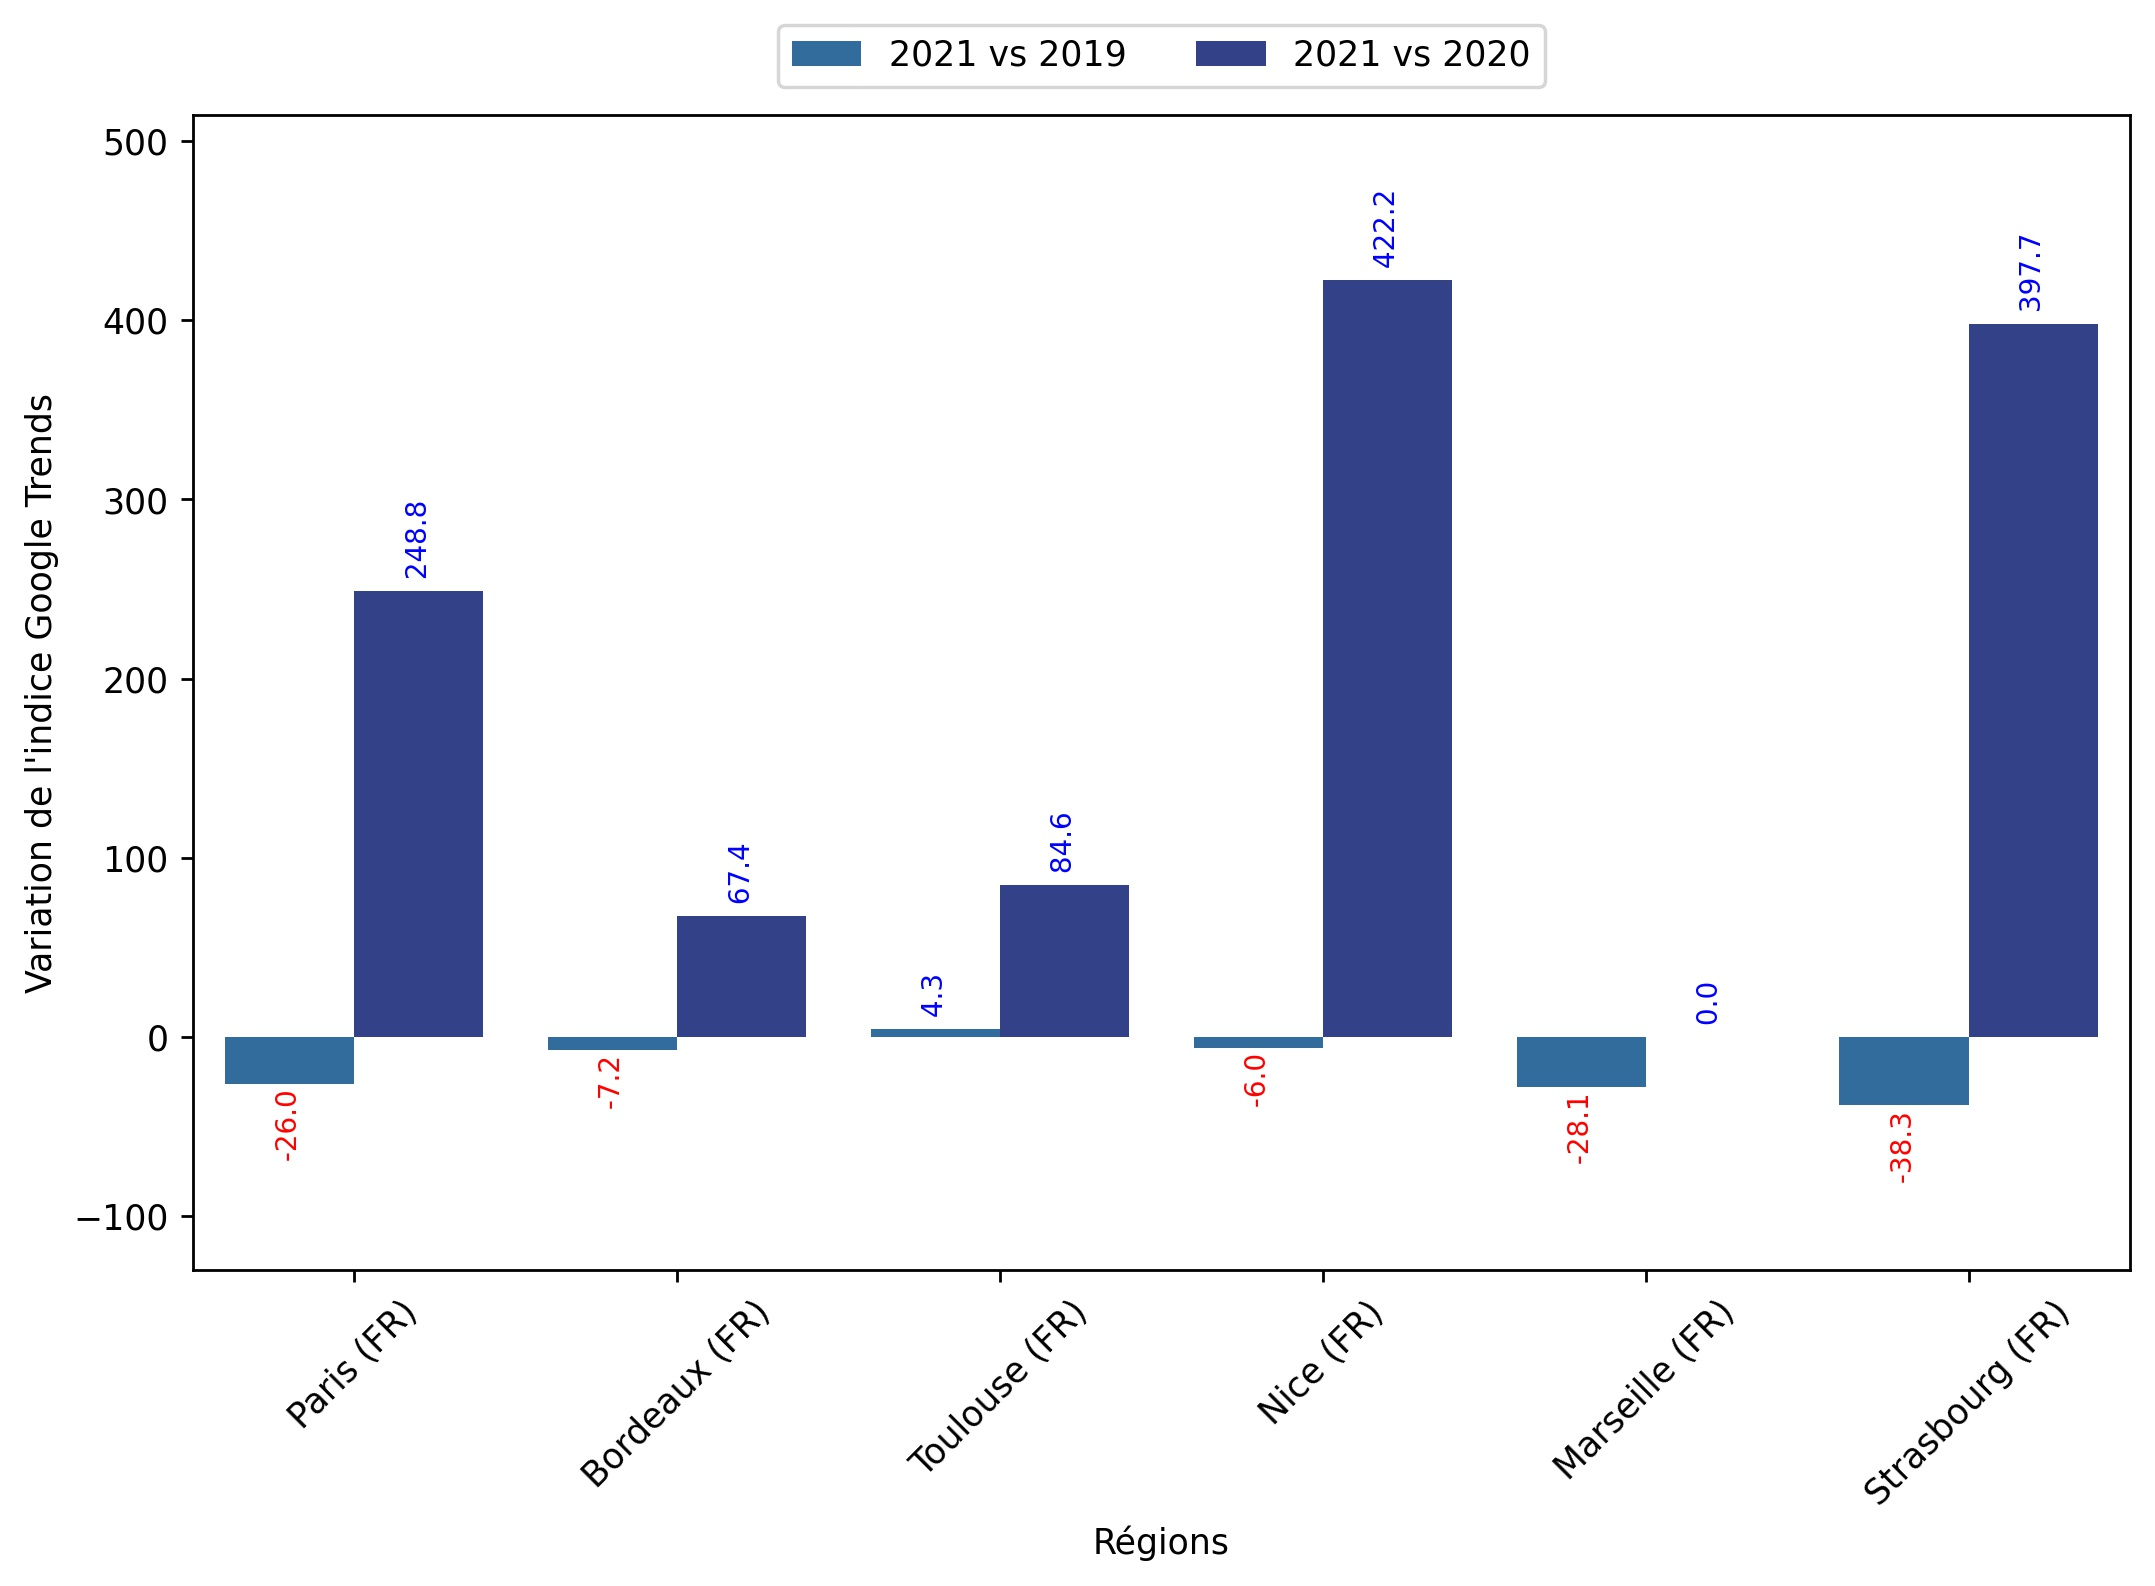 2021 vs 2019
2021 vs 2020
Variation de l'indice Google Trends
500
400
300
200
100
0
−100
-26.0
248.8
-7.2
67.4
4.3
84.6
-6.0
422.2
-28.1
0.0
-38.3
397.7
Paris (FR)
Bordeaux (FR)
Toulouse (FR)
Nice (FR)
Marseille (FR)
Strasbourg (FR)
Régions